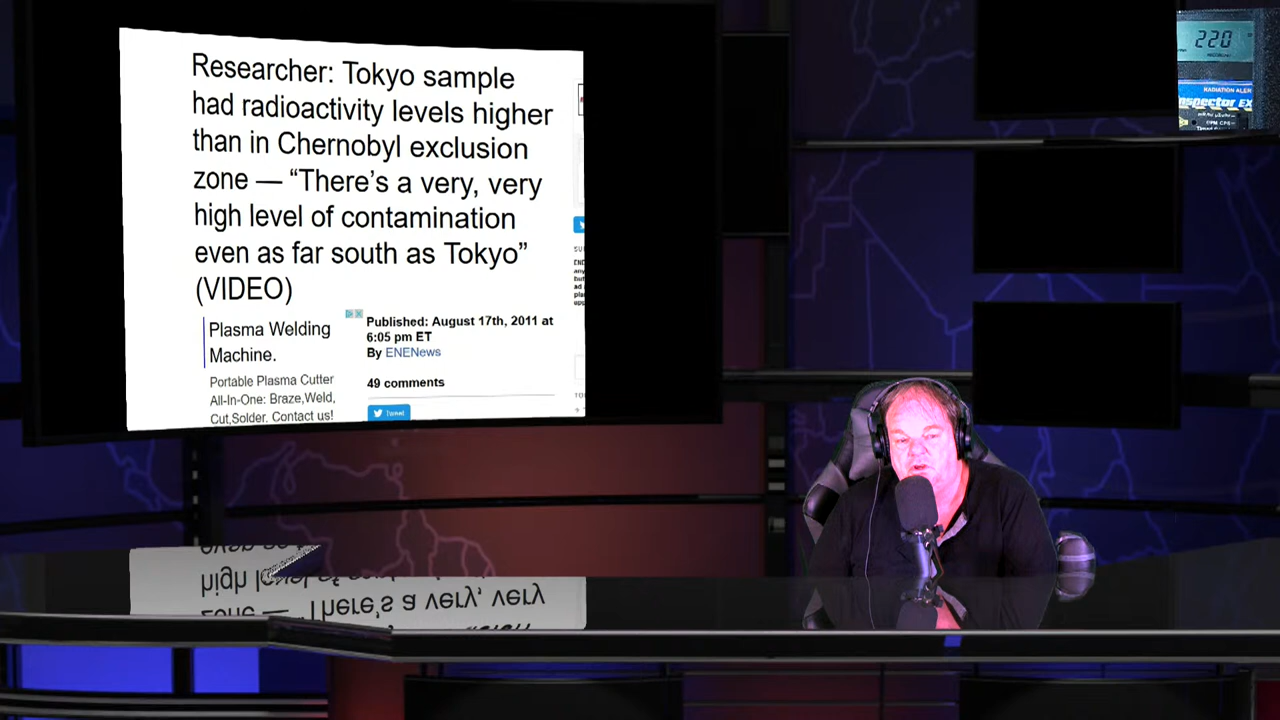 Researcher: Tokyo sample
had radioactivity levels higher
than in Chernobyl exclusion
zone — “There’s a very, very
high level of contamination
even as far south as Tokyo”
(VIDEO)
Plasma Welding
Machine.
Portable Plasma Cutter
All-In-One: Braze,Weld,
Cut,Solder. Contact us!
Published: August 17th, 2011 at
6:05 pm ET
By ENENews
49 comments
Tweet
220
RADIATION ALER
nspector EX